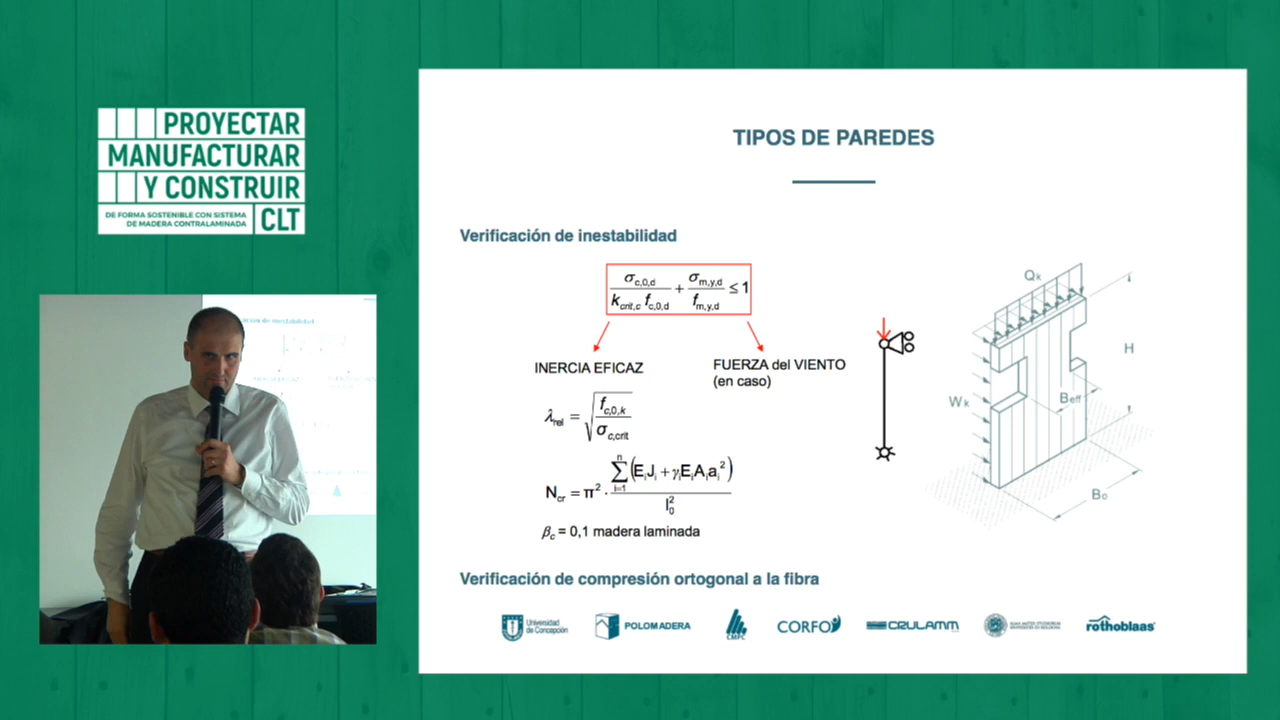 PROYECTAR
MANUFACTURAR
Y CONSTRUIR
DE FORMA SOSTENIBLE CON SISTEMA
DE MADERA CONTRALAMINADA
CLT
TIPOS DE PAREDES
Verificación de inestabilidad
σc,0,d / kcrit,c fc,0,d + σm,y,d / fm,y,d ≤ 1
INERCIA EFICAZ
FUERZA del VIENTO
(en caso)
λrel = √(fc,0,k / σc,crit)
Ncr = π² · Σ(i=1, n) (EiJi + γiEiAiai²) / l0²
βc = 0,1 madera laminada
Qk
H
Wk
Beff
B0
Verificación de compresión ortogonal a la fibra
Universidad
de Concepción
POLOMADERA
CMPC
CORFO
CRULAMM
rothoblaas